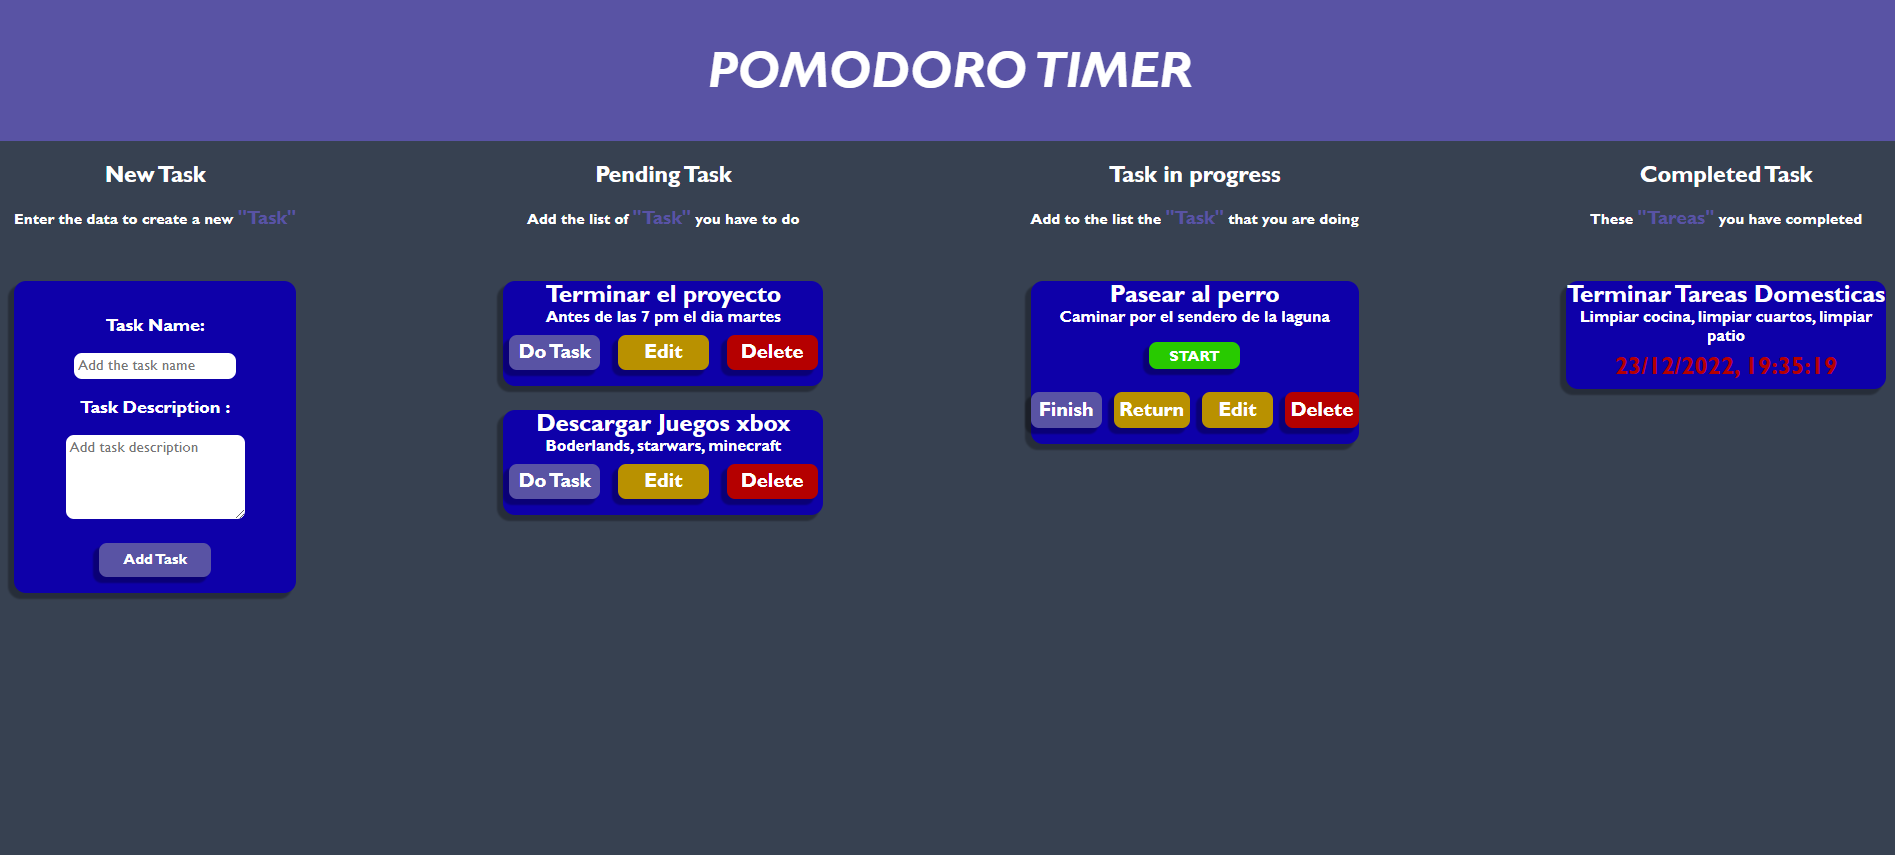 POMODORO TIMER
New Task
Enter the data to create a new "Task"
Task Name:
Add the task name
Task Description :
Add task description
Add Task
Pending Task
Add the list of "Task" you have to do
Terminar el proyecto
Antes de las 7 pm el dia martes
Do Task Edit Delete
Descargar Juegos xbox
Boderlands, starwars, minecraft
Do Task Edit Delete
Task in progress
Add to the list the "Task" that you are doing
Pasear al perro
Caminar por el sendero de la laguna
START
Finish Return Edit Delete
Completed Task
These "Tareas" you have completed
Terminar Tareas Domesticas
Limpiar cocina, limpiar cuartos, limpiar
patio
23/12/2022, 19:35:19